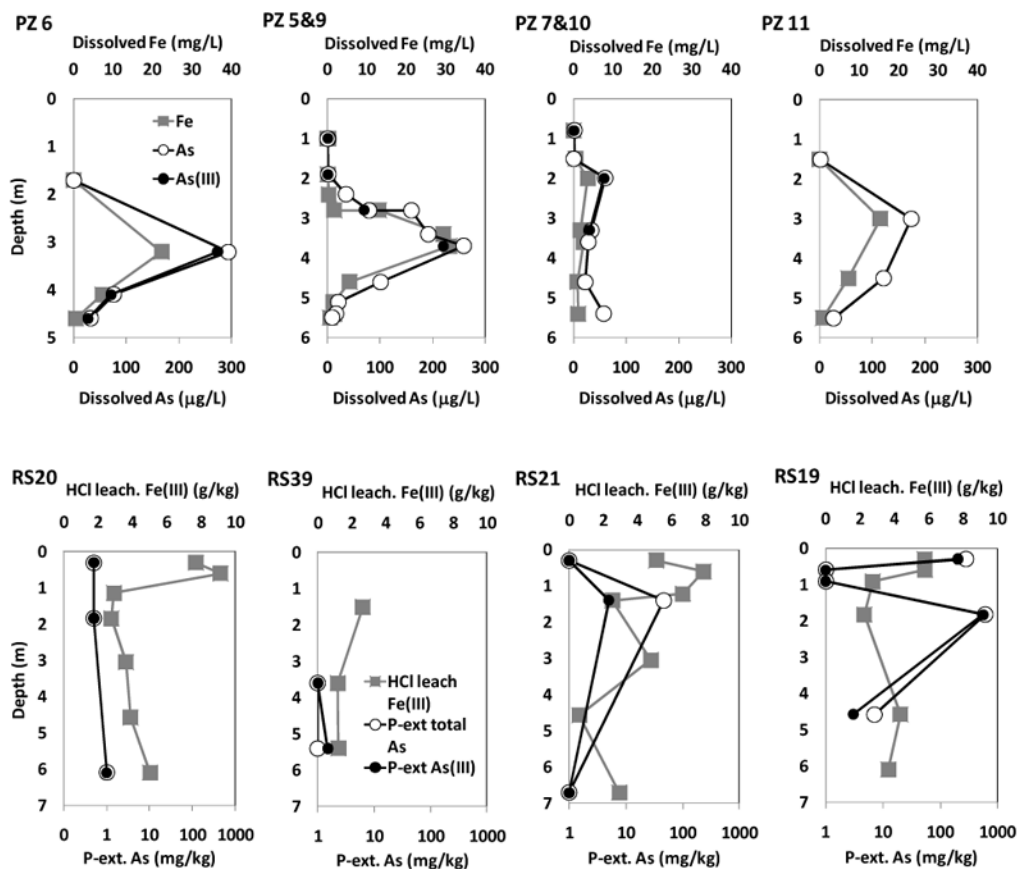 PZ 6
Dissolved Fe (mg/L)
0 10 20 30 40
0
1
2
3
4
5
Depth (m)
Fe
As
As(III)
0 100 200 300
Dissolved As (µg/L)
PZ 5&9
Dissolved Fe (mg/L)
0 10 20 30 40
0
1
2
3
4
5
6
0 100 200 300
Dissolved As (µg/L)
PZ 7&10
Dissolved Fe (mg/L)
0 10 20 30 40
0
1
2
3
4
5
6
0 100 200 300
Dissolved As (µg/L)
PZ 11
Dissolved Fe (mg/L)
0 10 20 30 40
0
1
2
3
4
5
6
0 100 200 300
Dissolved As (µg/L)
RS20
HCl leach. Fe(III) (g/kg)
0 2 4 6 8 10
0
1
2
3
4
5
6
7
Depth (m)
0 1 10 100 1000
P-ext. As (mg/kg)
RS39
HCl leach. Fe(III) (g/kg)
0 2 4 6 8 10
0
1
2
3
4
5
6
7
HCl leach
Fe(III)
P-ext total
As
P-ext As(III)
1 10 100 1000
P-ext. As (mg/kg)
RS21
HCl leach. Fe(III) (g/kg)
0 2 4 6 8 10
0
1
2
3
4
5
6
7
1 10 100 1000
P-ext. As (mg/kg)
RS19
HCl leach. Fe(III) (g/kg)
0 2 4 6 8 10
0
1
2
3
4
5
6
7
1 10 100 1000
P-ext. As (mg/kg)